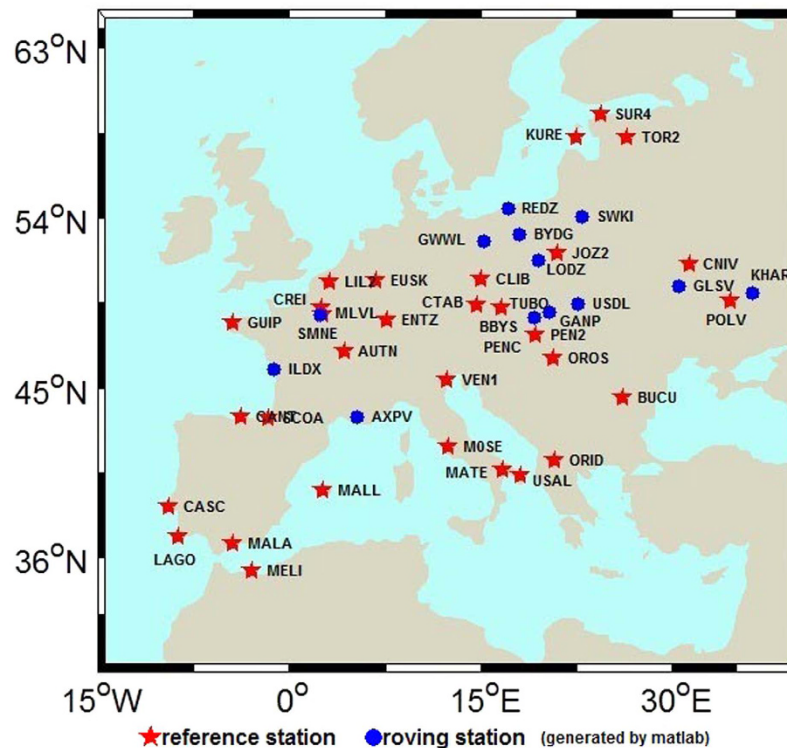 63°N
SUR4
KURE
TOR2
54°N
REDZ
SWKI
BYDG
GWWL
JOZ2
LODZ
CNIV
KHAR
LILZ
EUSK
CLIB
GLSV
CREI
MLVL
CTAB
TUBO
USDL
POLV
GUIP
SMNE
ENTZ
BBYS
GANP
PEN2
PENC
AUTN
OROS
ILDX
45°N
VEN1
BUCU
CANT
SCOA
AXPV
M0SE
ORID
MATE
USAL
MALL
CASC
36°N
LAGO
MALA
MELI
15°W
0°
15°E
30°E
reference station
roving station
(generated by matlab)